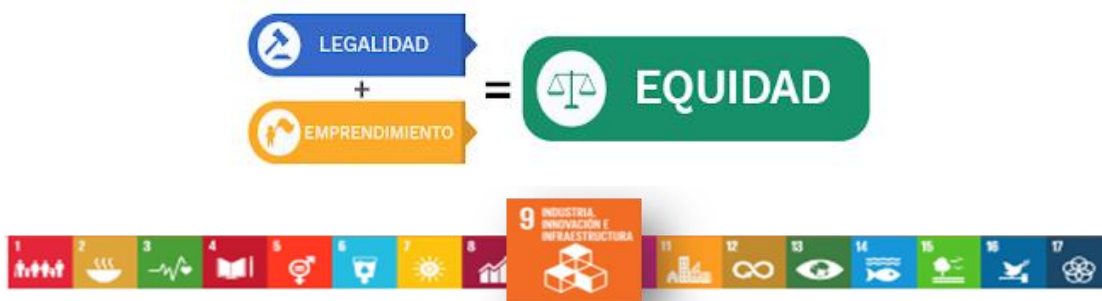 LEGALIDAD
+
EMPRENDIMIENTO
=
EQUIDAD
1 2 3 4 5 6 7 8
9 INDUSTRIA,
INNOVACIÓN E
INFRAESTRUCTURA
11 12 13 14 15 16 17